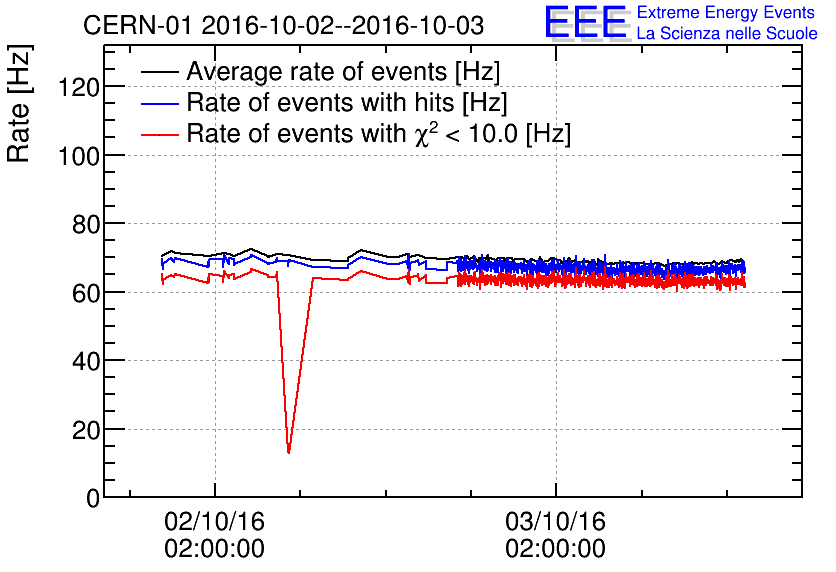 CERN-01 2016-10-02--2016-10-03
EEE
Extreme Energy Events
La Scienza nelle Scuole
Rate [Hz]
Average rate of events [Hz]
Rate of events with hits [Hz]
Rate of events with χ² < 10.0 [Hz]
120
100
80
60
40
20
0
02/10/16
02:00:00
03/10/16
02:00:00